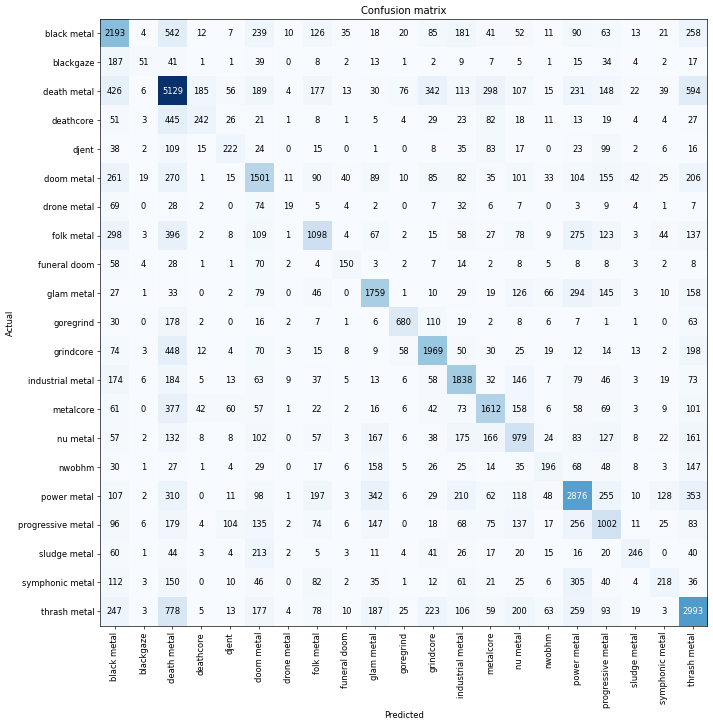 Confusion matrix
black metal 2193 4 542 12 7 239 10 126 35 18 20 85 181 41 52 11 90 63 13 21 258
blackgaze 187 51 41 1 1 39 0 8 2 13 1 2 9 7 5 1 15 34 4 2 17
death metal 426 6 5129 185 56 189 4 177 13 30 76 342 113 298 107 15 231 148 22 39 594
deathcore 51 3 445 242 26 21 1 8 1 5 4 29 23 82 18 11 13 19 4 4 27
djent 38 2 109 15 222 24 0 15 0 1 0 8 35 83 17 0 23 99 2 6 16
doom metal 261 19 270 1 15 1501 11 90 40 89 10 85 82 35 101 33 104 155 42 25 206
drone metal 69 0 28 2 0 74 19 5 4 2 0 7 32 6 7 0 3 9 4 1 7
folk metal 298 3 396 2 8 109 1 1098 4 67 2 15 58 27 78 9 275 123 3 44 137
funeral doom 58 4 28 1 1 70 2 4 150 3 2 7 14 2 8 5 8 8 3 2 8
glam metal 27 1 33 0 2 79 0 46 0 1759 1 10 29 19 126 66 294 145 3 10 158
goregrind 30 0 178 2 0 16 2 7 1 6 680 110 19 2 8 6 7 1 1 0 63
grindcore 74 3 448 12 4 70 3 15 8 9 58 1969 50 30 25 19 12 14 13 2 198
industrial metal 174 6 184 5 13 63 9 37 5 13 6 58 1838 32 146 7 79 46 3 19 73
metalcore 61 0 377 42 60 57 1 22 2 16 6 42 73 1612 158 6 58 69 3 9 101
nu metal 57 2 132 8 8 102 0 57 3 167 6 38 175 166 979 24 83 127 8 22 161
nwobhm 30 1 27 1 4 29 0 17 6 158 5 26 25 14 35 196 68 48 8 3 147
power metal 107 2 310 0 11 98 1 197 3 342 6 29 210 62 118 48 2876 255 10 128 353
progressive metal 96 6 179 4 104 135 2 74 6 147 0 18 68 75 137 17 256 1002 11 25 83
sludge metal 60 1 44 3 4 213 2 5 3 11 4 41 26 17 20 15 16 20 246 0 40
symphonic metal 112 3 150 0 10 46 0 82 2 35 1 12 61 21 25 6 305 40 4 218 36
thrash metal 247 3 778 5 13 177 4 78 10 187 25 223 106 59 200 63 259 93 19 3 2993
Actual
black metal
blackgaze
death metal
deathcore
djent
doom metal
drone metal
folk metal
funeral doom
glam metal
goregrind
grindcore
industrial metal
metalcore
nu metal
nwobhm
power metal
progressive metal
sludge metal
symphonic metal
thrash metal
Predicted